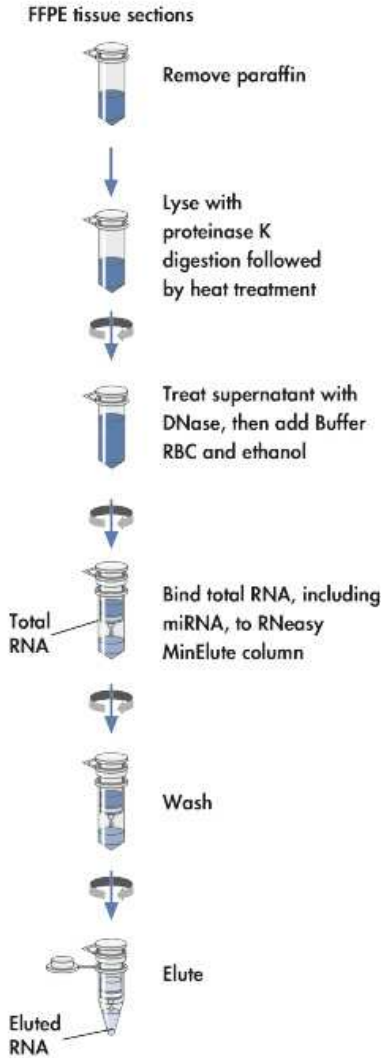 FFPE tissue sections
Remove paraffin
Lyse with
proteinase K
digestion followed
by heat treatment
Treat supernatant with
DNase, then add Buffer
RBC and ethanol
Total
RNA
Bind total RNA, including
miRNA, to RNeasy
MinElute column
Wash
Elute
Eluted
RNA